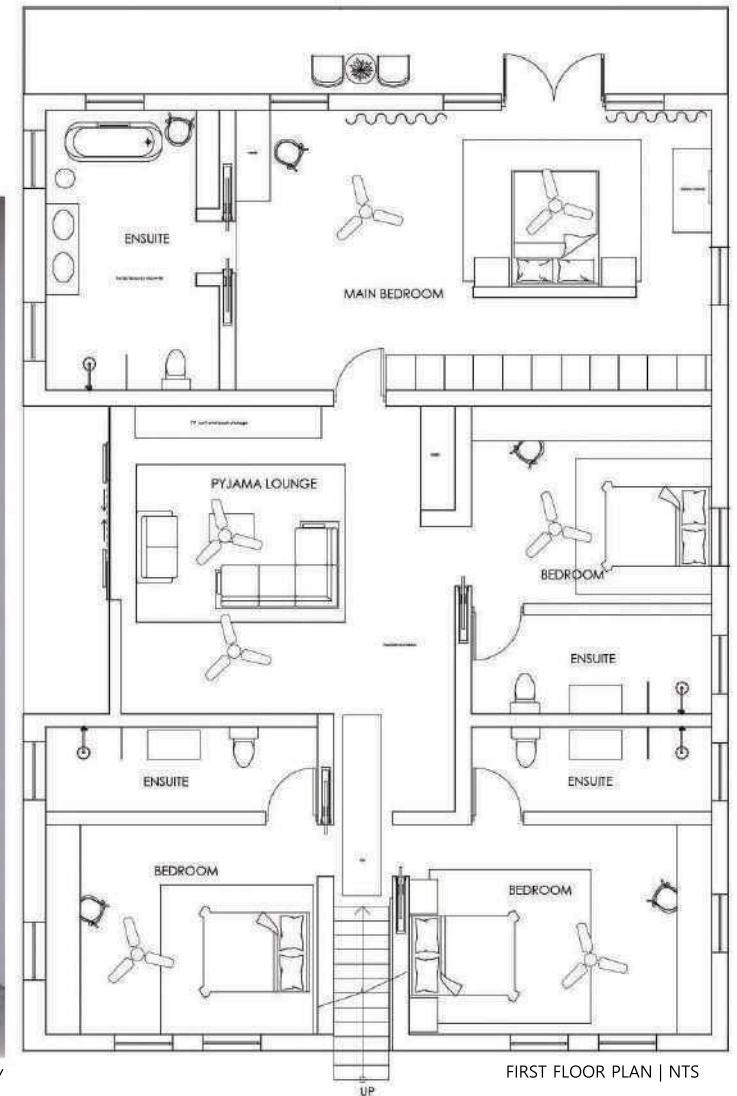 ENSUITE
MAIN BEDROOM
PYJAMA LOUNGE
BEDROOM
ENSUITE
ENSUITE
ENSUITE
BEDROOM
BEDROOM
UP
FIRST FLOOR PLAN | NTS